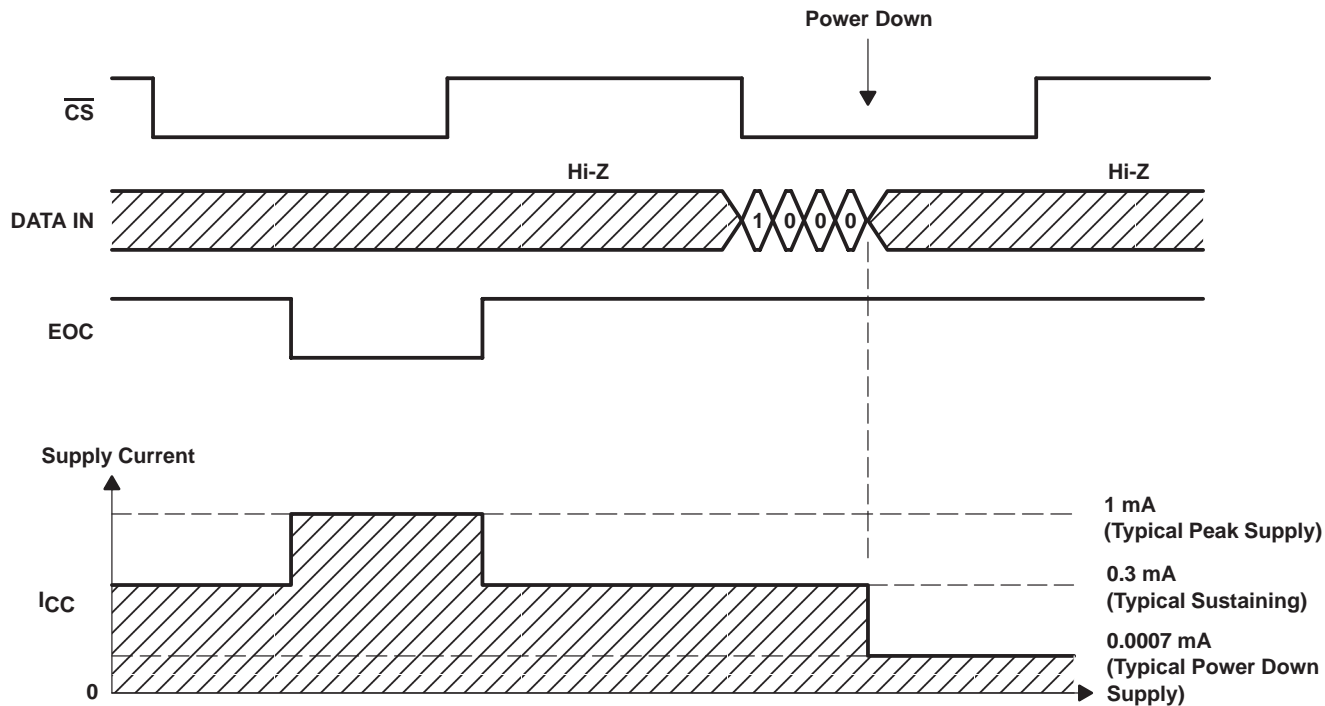 Power Down
CS
Hi-Z
Hi-Z
DATA IN
1 0 0 0
EOC
Supply Current
1 mA
(Typical Peak Supply)
0.3 mA
(Typical Sustaining)
ICC
0.0007 mA
(Typical Power Down
Supply)
0